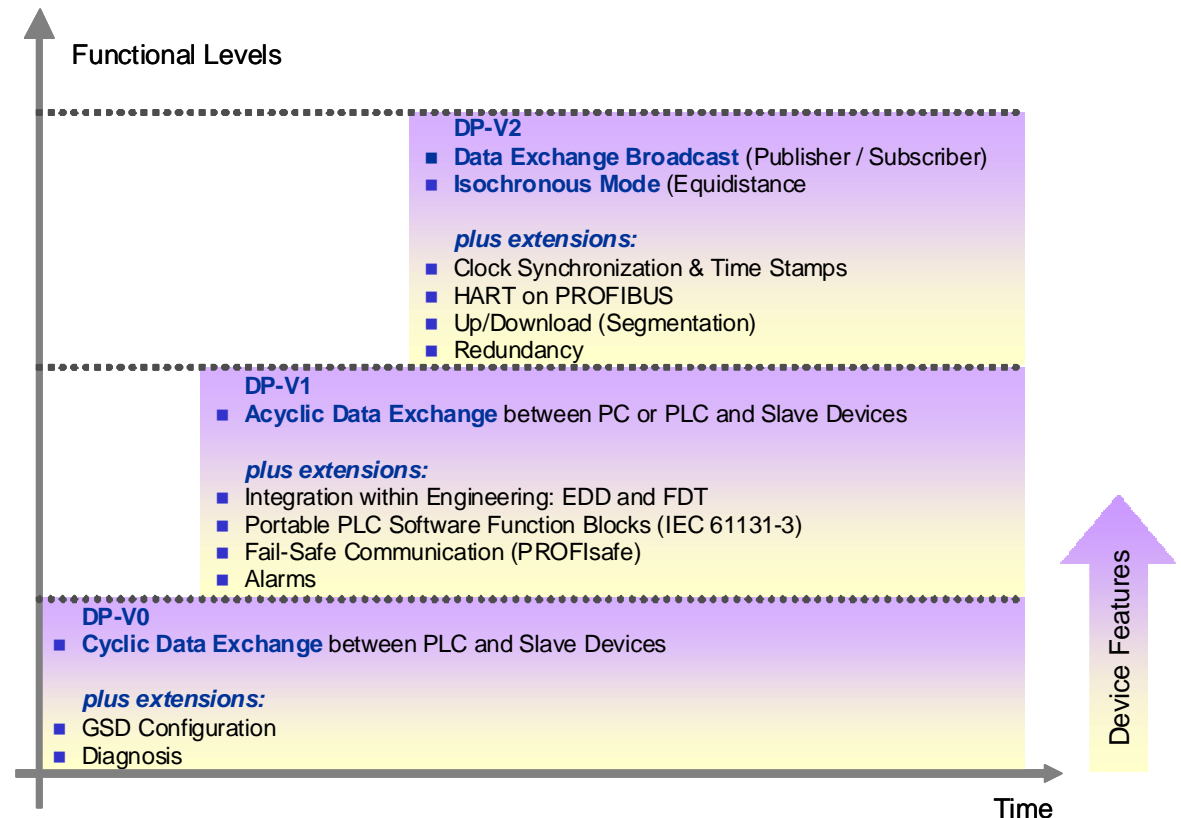 Functional Levels
DP-V2
Data Exchange Broadcast (Publisher / Subscriber)
Isochronous Mode (Equidistance
plus extensions:
Clock Synchronization & Time Stamps
HART on PROFIBUS
Up/Download (Segmentation)
Redundancy
DP-V1
Acyclic Data Exchange between PC or PLC and Slave Devices
plus extensions:
Integration within Engineering: EDD and FDT
Portable PLC Software Function Blocks (IEC 61131-3)
Fail-Safe Communication (PROFIsafe)
Alarms
DP-V0
Cyclic Data Exchange between PLC and Slave Devices
plus extensions:
GSD Configuration
Diagnosis
Device Features
Time